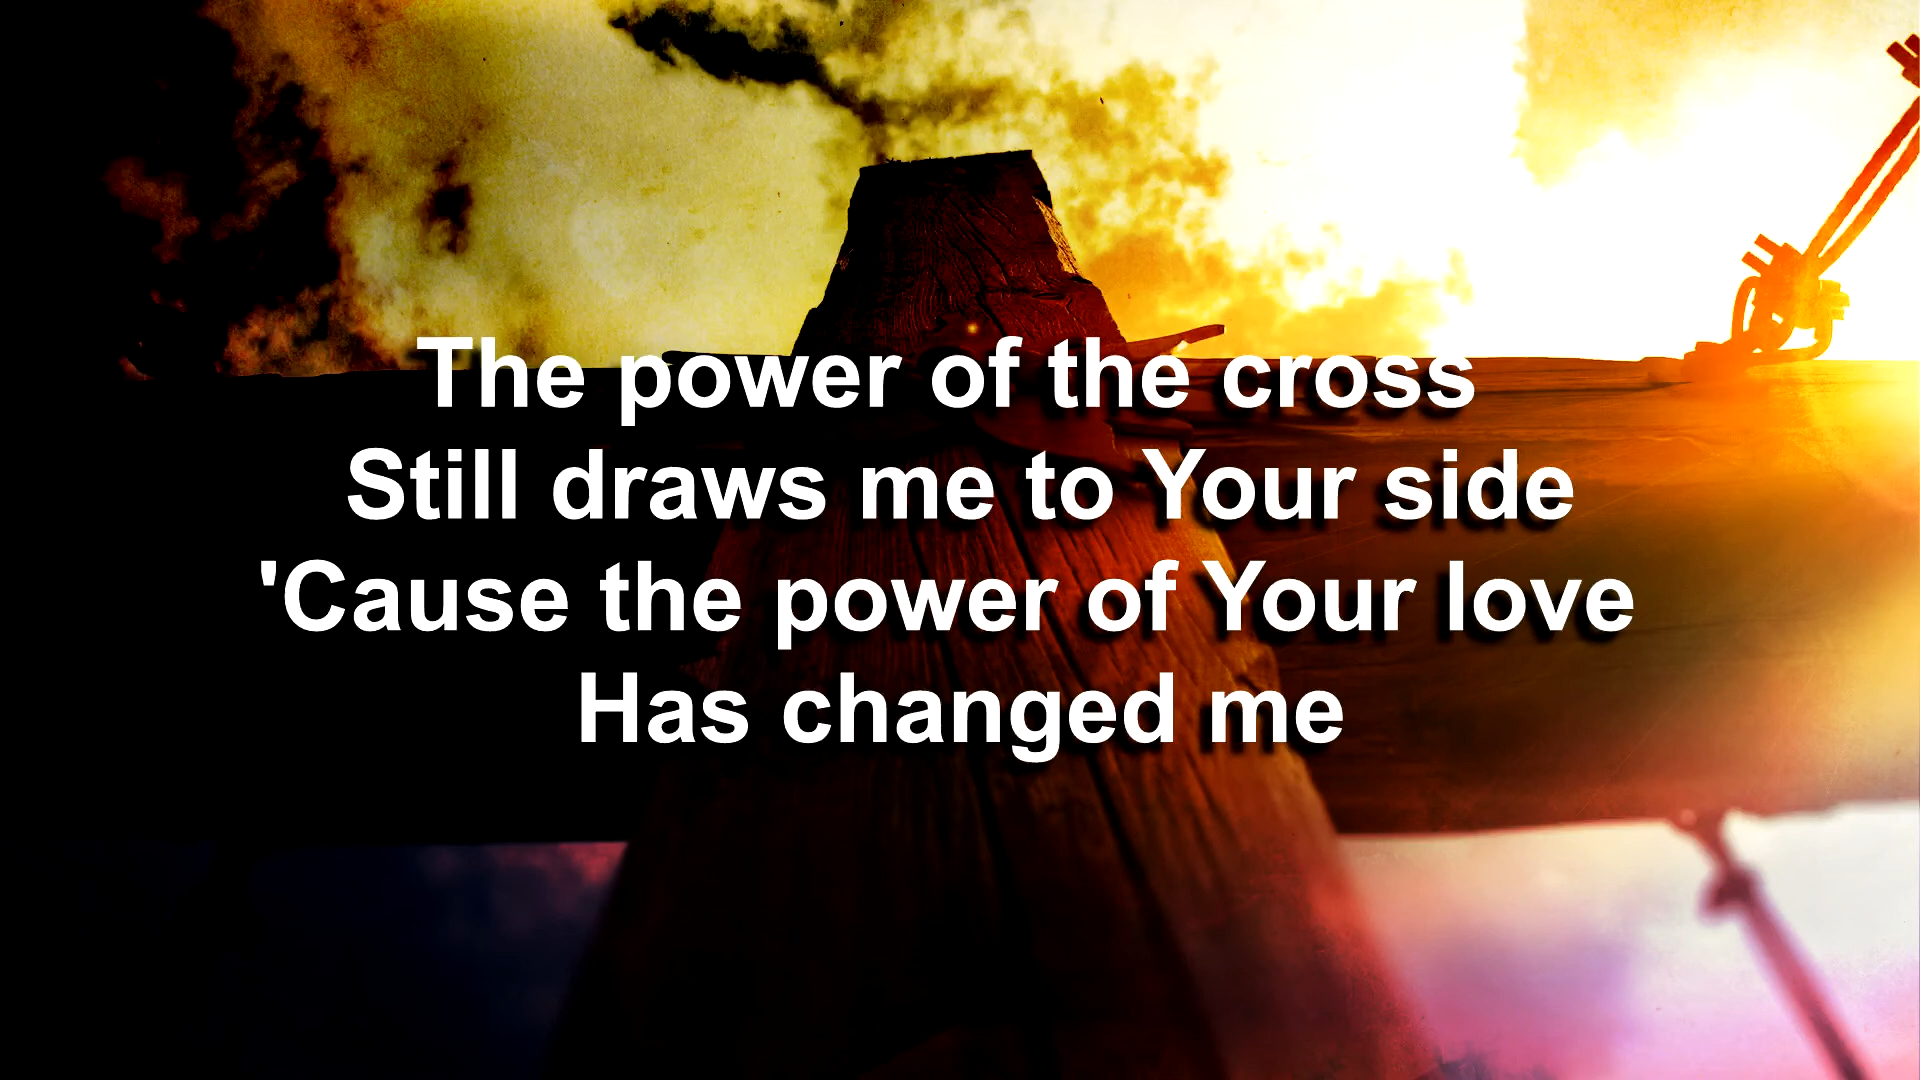 The power of the cross
Still draws me to Your side
'Cause the power of Your love
Has changed me